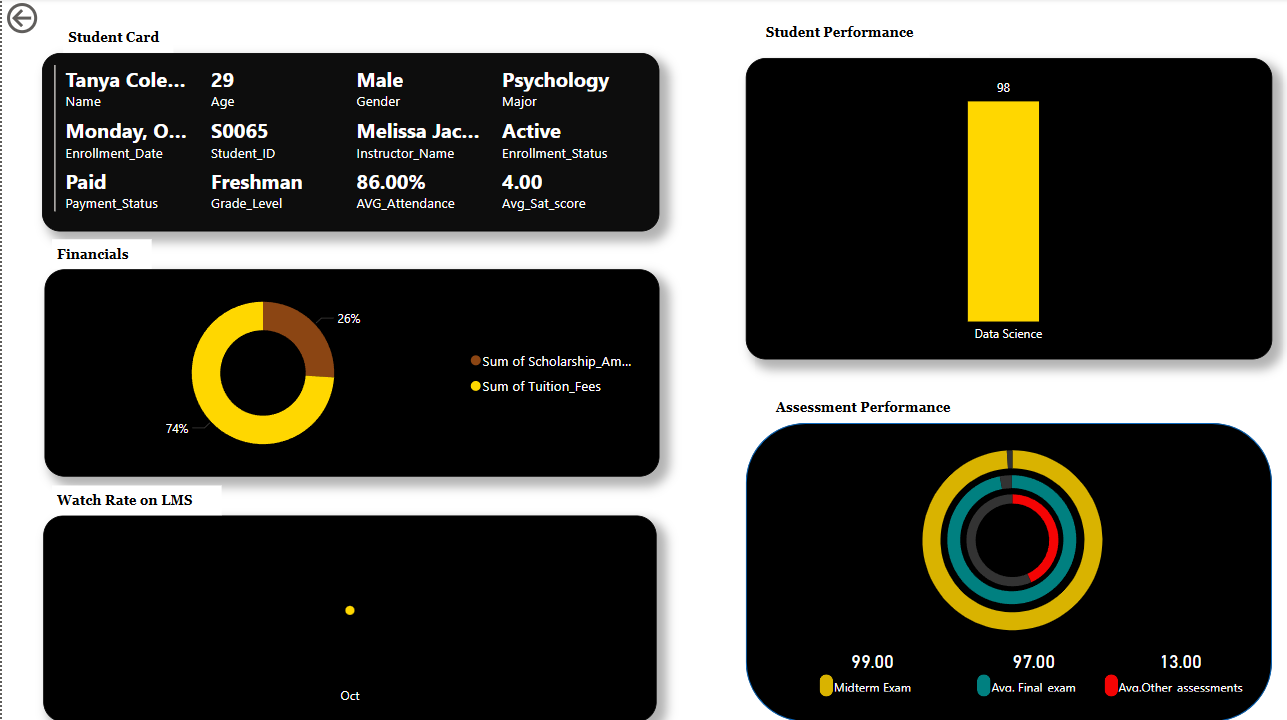 Student Card
Tanya Cole... 29 Male Psychology
Name Age Gender Major
Monday, O... S0065 Melissa Jac... Active
Enrollment_Date Student_ID Instructor_Name Enrollment_Status
Paid Freshman 86.00% 4.00
Payment_Status Grade_Level AVG_Attendance Avg_Sat_score
Financials
26%
74%
Sum of Scholarship_Am...
Sum of Tuition_Fees
Watch Rate on LMS
Oct
Student Performance
98
Data Science
Assessment Performance
99.00 97.00 13.00
Midterm Exam Avg. Final exam Avg.Other assessments